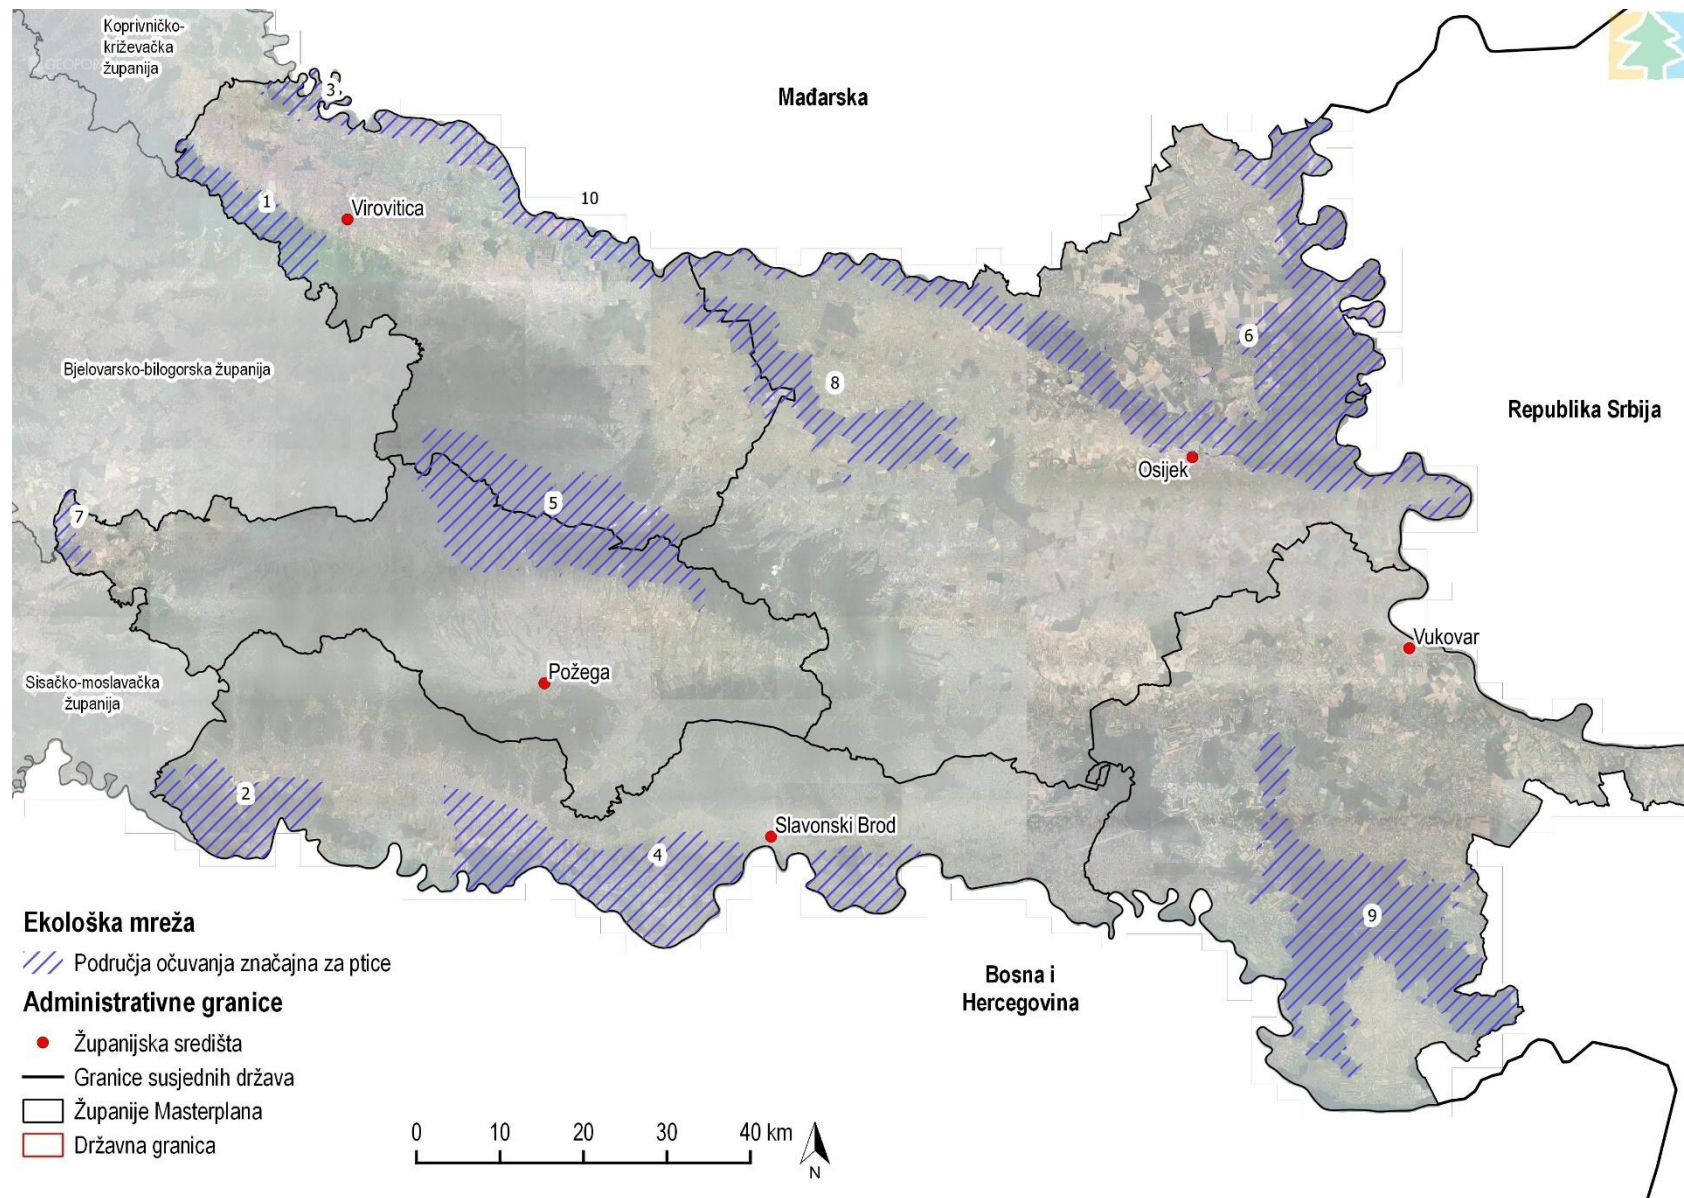 Koprivničko-
križevačka
županija
Mađarska
3
10
1
Virovitica
6
Bjelovarsko-bilogorska županija
8
Republika Srbija
Osijek
5
7
Vukovar
Požega
Sisačko-moslavačka
županija
2
Slavonski Brod
4
9
Bosna i
Hercegovina
Ekološka mreža
Područja očuvanja značajna za ptice
Administrativne granice
Županijska središta
Granice susjednih država
Županije Masterplana
Državna granica
0 10 20 30 40 km
N